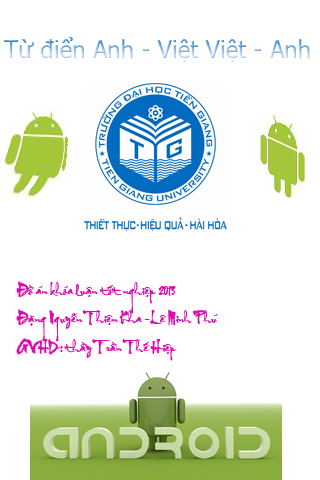 Từ điển Anh - Việt Việt - Anh
TRƯỜNG ĐẠI HỌC TIỀN GIANG
TG
TIEN GIANG UNIVERSITY
THIẾT THỰC - HIỆU QUẢ - HÀI HÒA
Đề án khóa luận tốt nghiệp 2013
Đặng Nguyễn Thiện Kha - Lê Minh Phú
GVHD: thầy Trần Thế Hiệp
ANDROID